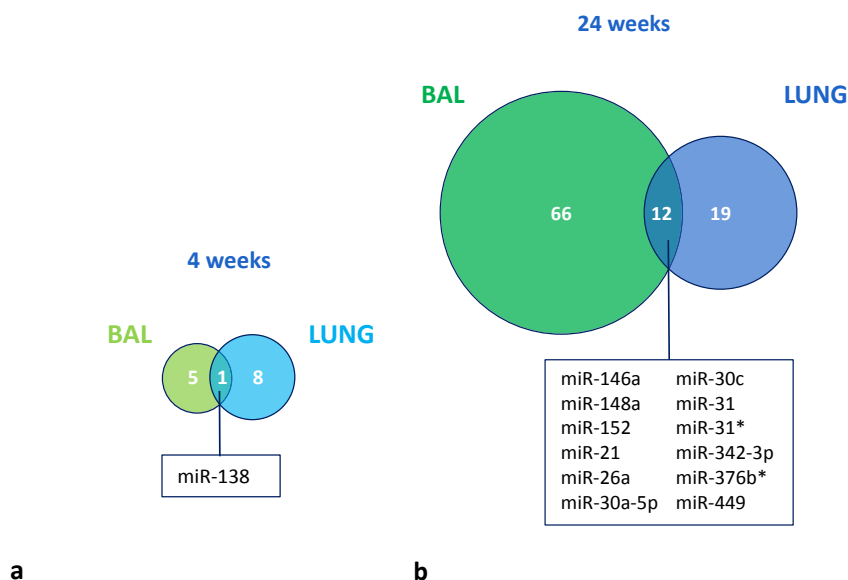 24 weeks
BAL
LUNG
66
12
19
4 weeks
BAL
LUNG
5
1
8
miR-138
miR-146a miR-30c
miR-148a miR-31
miR-152 miR-31*
miR-21 miR-342-3p
miR-26a miR-376b*
miR-30a-5p miR-449
a
b